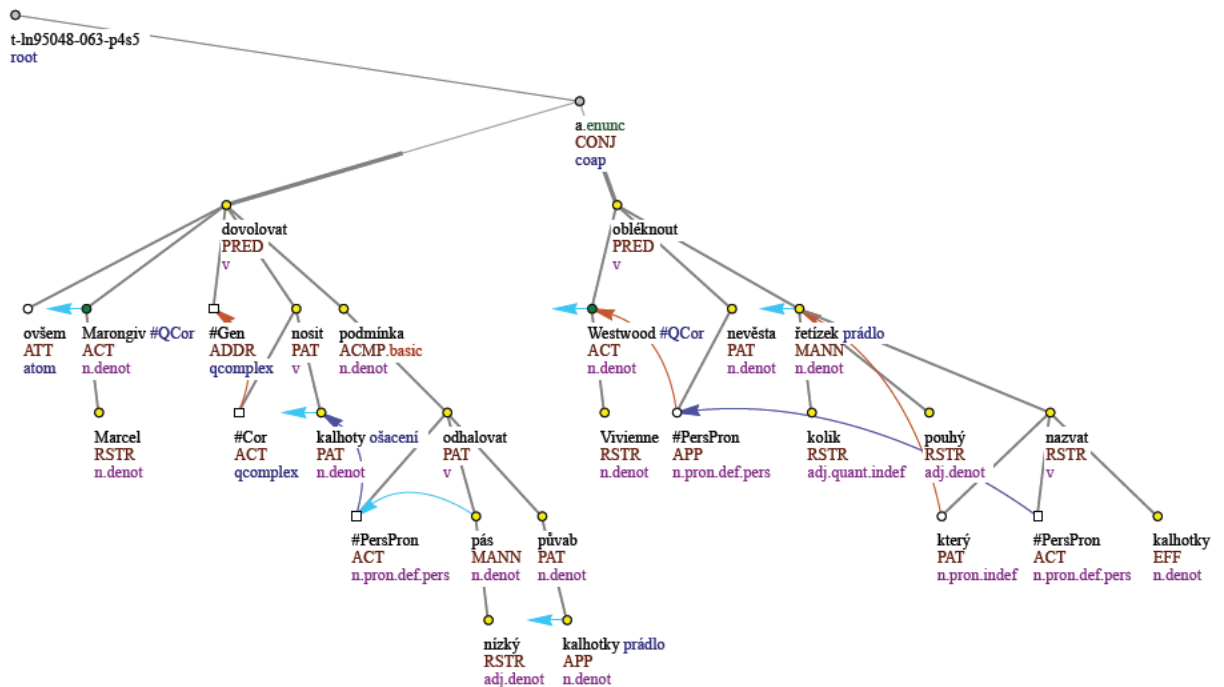 t-ln95048-063-p4s5
root
a.enunc
CONJ
coap
dovolovat
PRED
v
obléknout
PRED
v
ovšem
ATT
atom
Marongiv #QCor
ACT
n.denot
#Gen
ADDR
qcomplex
nosit
PAT
v
podmínka
ACMP.basic
n.denot
Westwood #QCor
ACT
n.denot
nevěsta
PAT
n.denot
řetízek prádlo
MANN
n.denot
Marcel
RSTR
n.denot
#Cor
ACT
qcomplex
kalhoty ošacení
PAT
n.denot
odhalovat
PAT
v
Vivienne
RSTR
n.denot
#PersPron
APP
n.pron.def.pers
kolik
RSTR
adj.quant.indef
pouhý
RSTR
adj.denot
nazvat
RSTR
v
#PersPron
ACT
n.pron.def.pers
pás
MANN
n.denot
půvab
PAT
n.denot
který
PAT
n.pron.indef
#PersPron
ACT
n.pron.def.pers
kalhotky
EFF
n.denot
nízký
RSTR
adj.denot
kalhotky prádlo
APP
n.denot